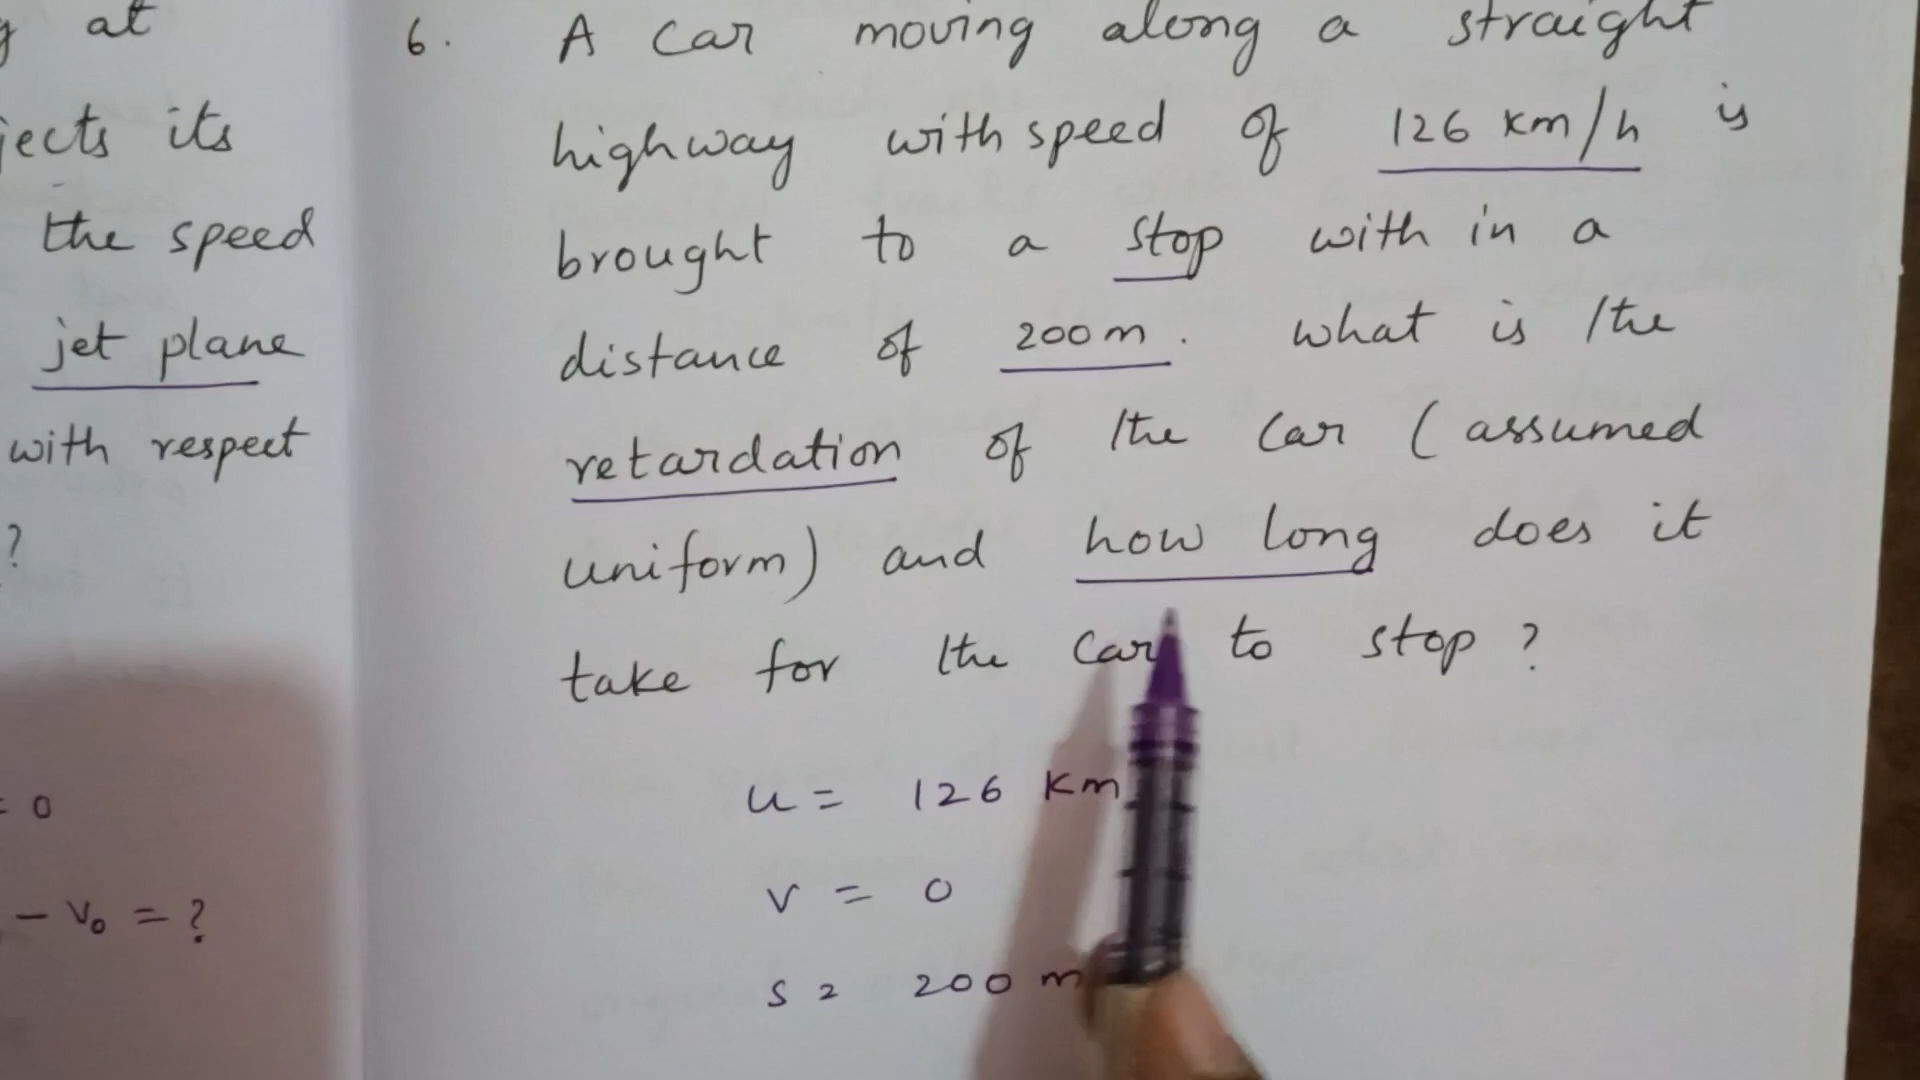 at
jects its
the speed
jet plane
with respect
?
= 0
- V₀ = ?
6. A car moving along a straight
highway with speed of 126 km/h is
brought to a stop with in a
distance of 200 m. what is the
retardation of the car (assumed
uniform) and how long does it
take for the car to stop?
u = 126 km
v = 0
s = 200 m